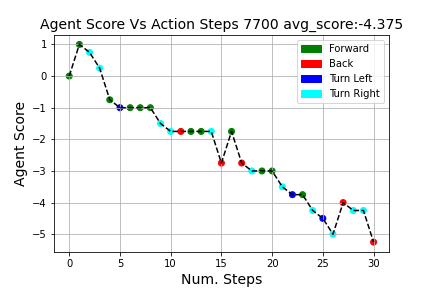 Agent Score Vs Action Steps 7700 avg_score:-4.375
Forward
Back
Turn Left
Turn Right
Agent Score
1
0
−1
−2
−3
−4
−5
0 5 10 15 20 25 30
Num. Steps